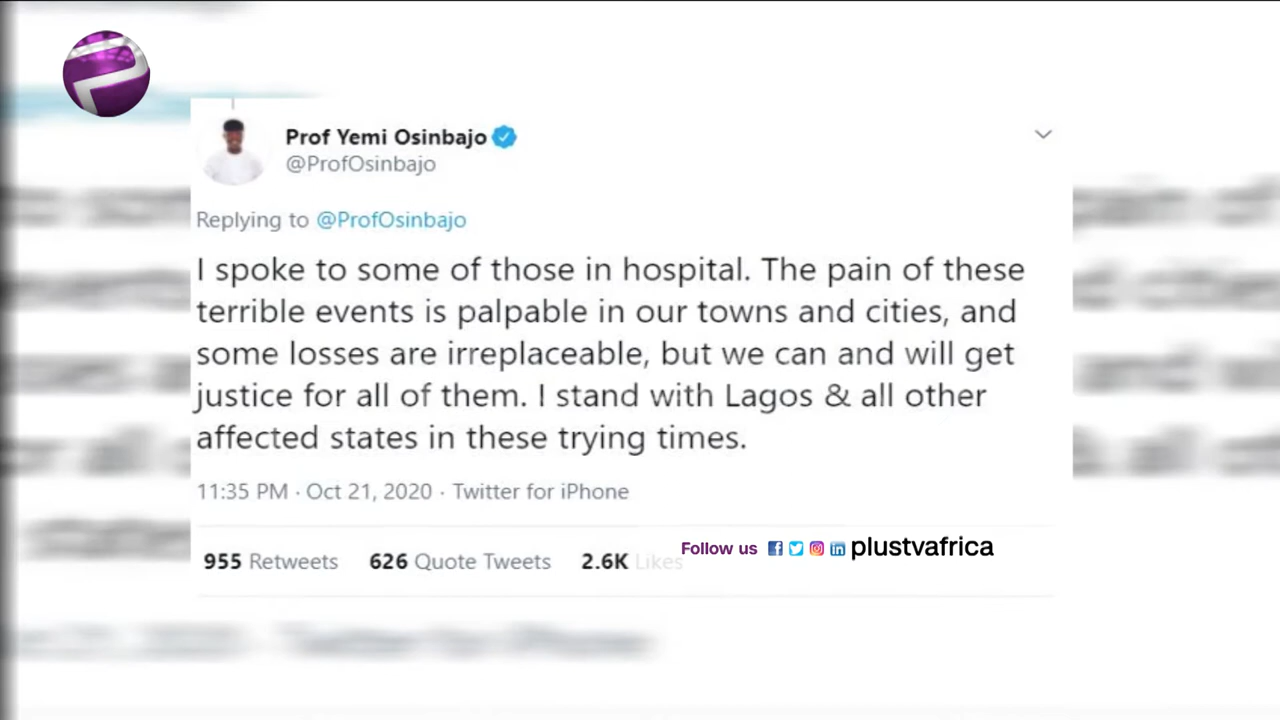 Prof Yemi Osinbajo
@ProfOsinbajo
Replying to @ProfOsinbajo
I spoke to some of those in hospital. The pain of these
terrible events is palpable in our towns and cities, and
some losses are irreplaceable, but we can and will get
justice for all of them. I stand with Lagos & all other
affected states in these trying times.
11:35 PM · Oct 21, 2020 · Twitter for iPhone
955 Retweets 626 Quote Tweets 2.6K Likes
Follow us plustvafrica